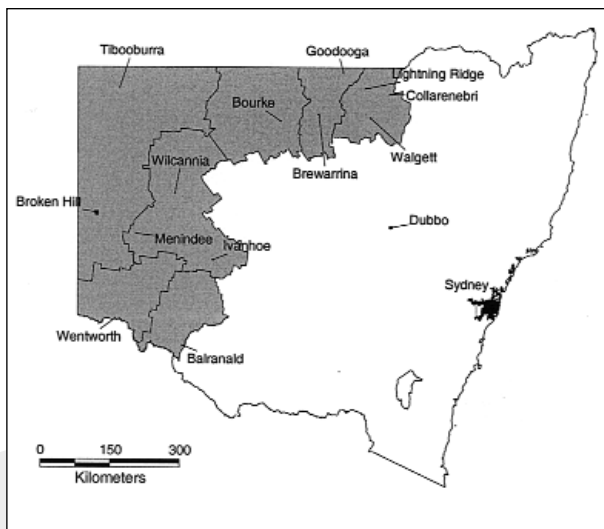 Tibooburra
Goodooga
Lightning Ridge
Bourke
Collarenebri
Wilcannia
Walgett
Brewarrina
Broken Hill
Dubbo
Menindee
Ivanhoe
Sydney
Wentworth
Balranald
0 150 300
Kilometers